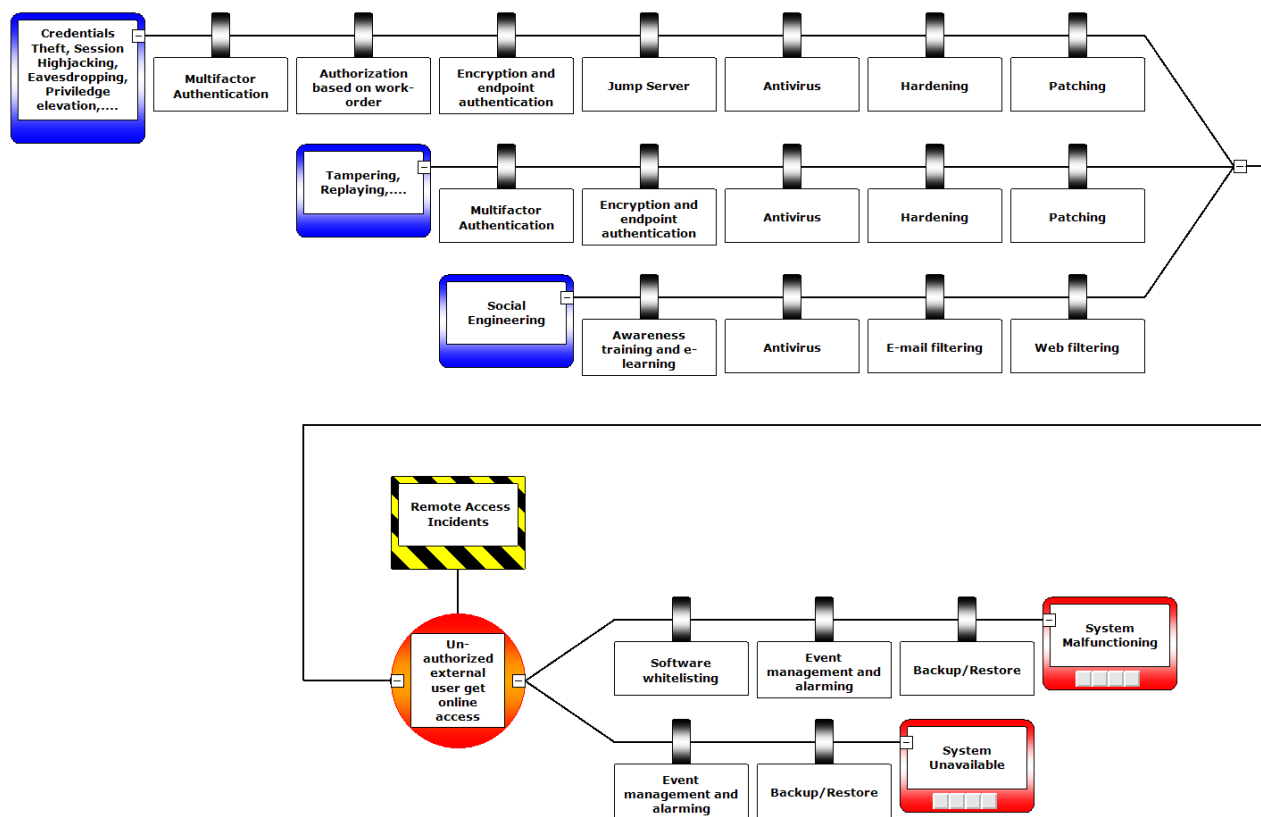 Credentials
Theft, Session
Highjacking,
Eavesdropping,
Priviledge
elevation,....
Multifactor
Authentication
Authorization
based on work-
order
Encryption and
endpoint
authentication
Jump Server
Antivirus
Hardening
Patching
Tampering,
Replaying,....
Multifactor
Authentication
Encryption and
endpoint
authentication
Antivirus
Hardening
Patching
Social
Engineering
Awareness
training and e-
learning
Antivirus
E-mail filtering
Web filtering
Remote Access
Incidents
Un-
authorized
external
user get
online
access
Software
whitelisting
Event
management
and alarming
Backup/Restore
System
Malfunctioning
Event
management and
alarming
Backup/Restore
System
Unavailable